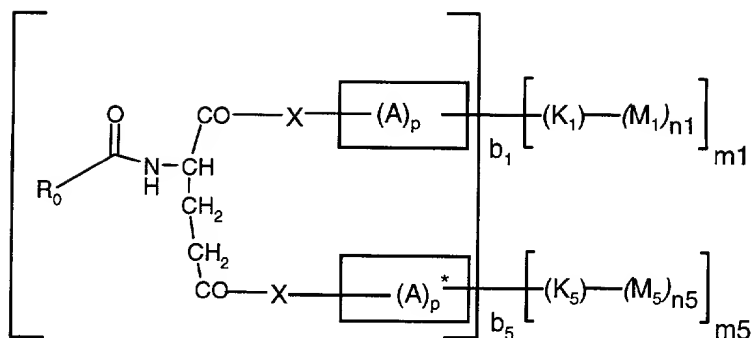 O CO—X—(A)p—b1 (K1)—(M1)n1 m1
R0 N H CH
CH2
CH2
CO—X—(A)p* b5 (K5)—(M5)n5 m5